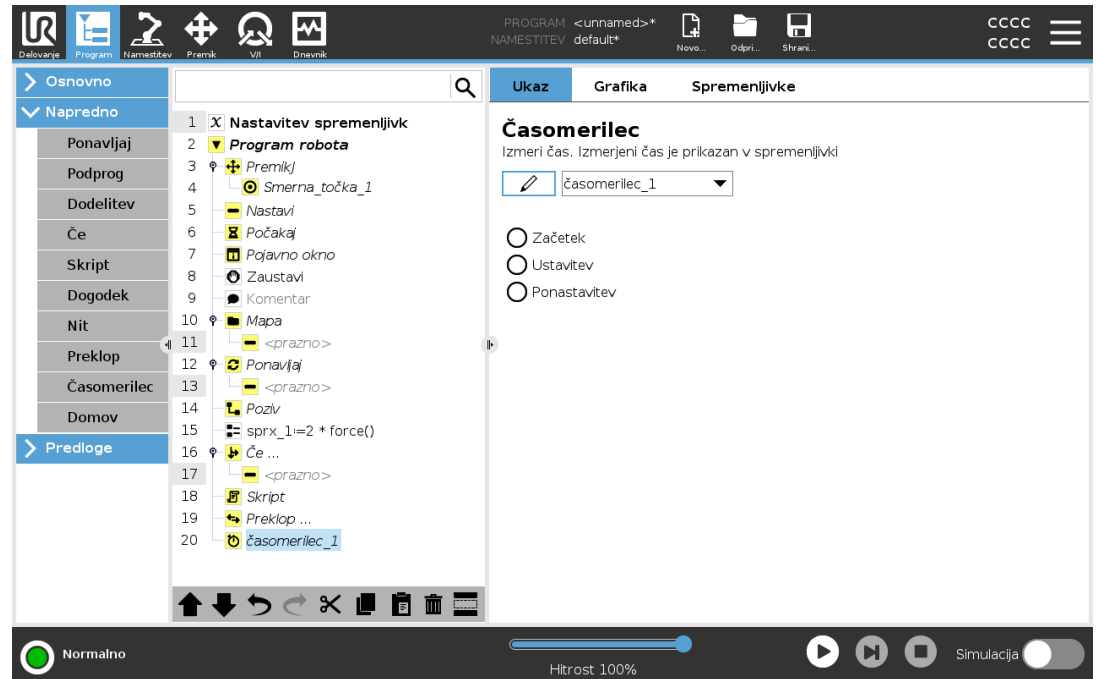 PROGRAM <unnamed>*
NAMESTITEV default*
Delovanje Program Namestitev Premik V/I Dnevnik Novo... Odpri... Shrani...
CCCC
CCCC
Osnovno
Napredno
Ponavljaj
Podprog
Dodelitev
Če
Skript
Dogodek
Nit
Preklop
Časomerilec
Domov
Predloge
1 X Nastavitev spremenljivk
2 Program robota
3 PremikJ
4 Smerna_točka_1
5 Nastavi
6 Počakaj
7 Pojavno okno
8 Zaustavi
9 Komentar
10 Mapa
11 <prazno>
12 Ponavljaj
13 <prazno>
14 Poziv
15 sprx_1≔2 * force()
16 Če ...
17 <prazno>
18 Skript
19 Preklop ...
20 časomerilec_1
Ukaz Grafika Spremenljivke
Časomerilec
Izmeri čas. Izmerjeni čas je prikazan v spremenljivki
časomerilec_1
Začetek
Ustavitev
Ponastavitev
Normalno
Hitrost 100%
Simulacija